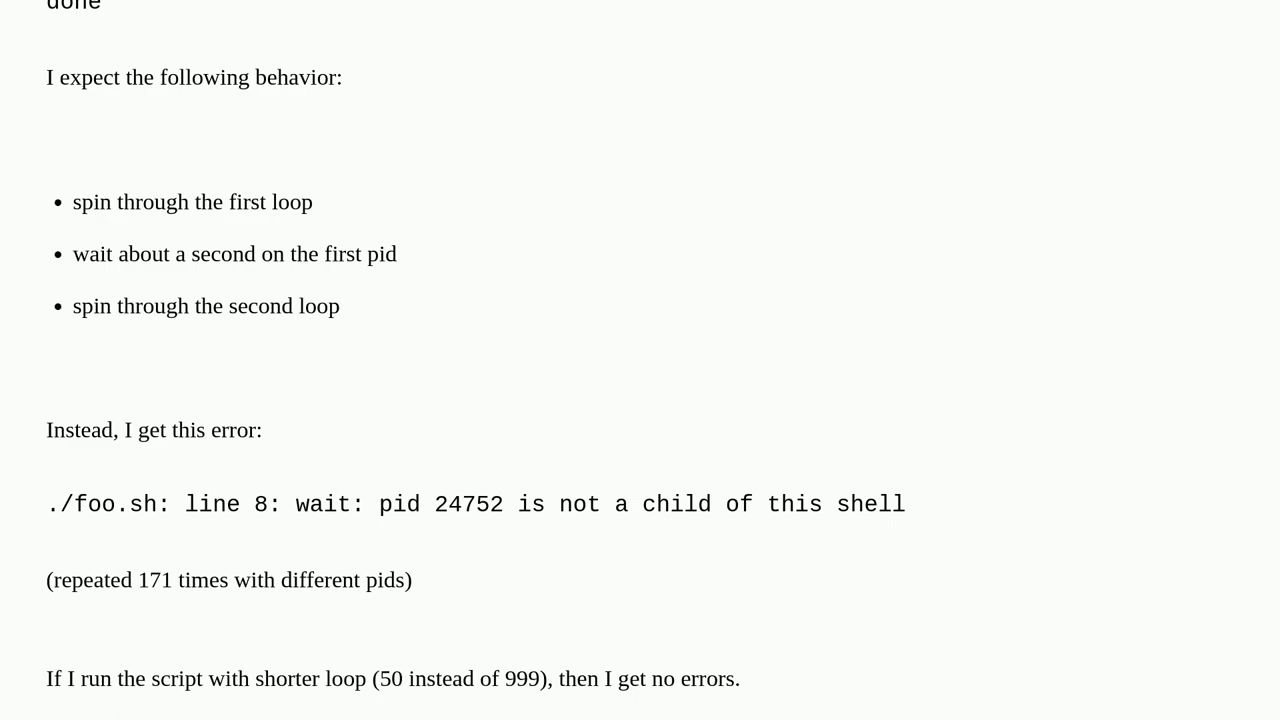 done
I expect the following behavior:
• spin through the first loop
• wait about a second on the first pid
• spin through the second loop
Instead, I get this error:
./foo.sh: line 8: wait: pid 24752 is not a child of this shell
(repeated 171 times with different pids)
If I run the script with shorter loop (50 instead of 999), then I get no errors.